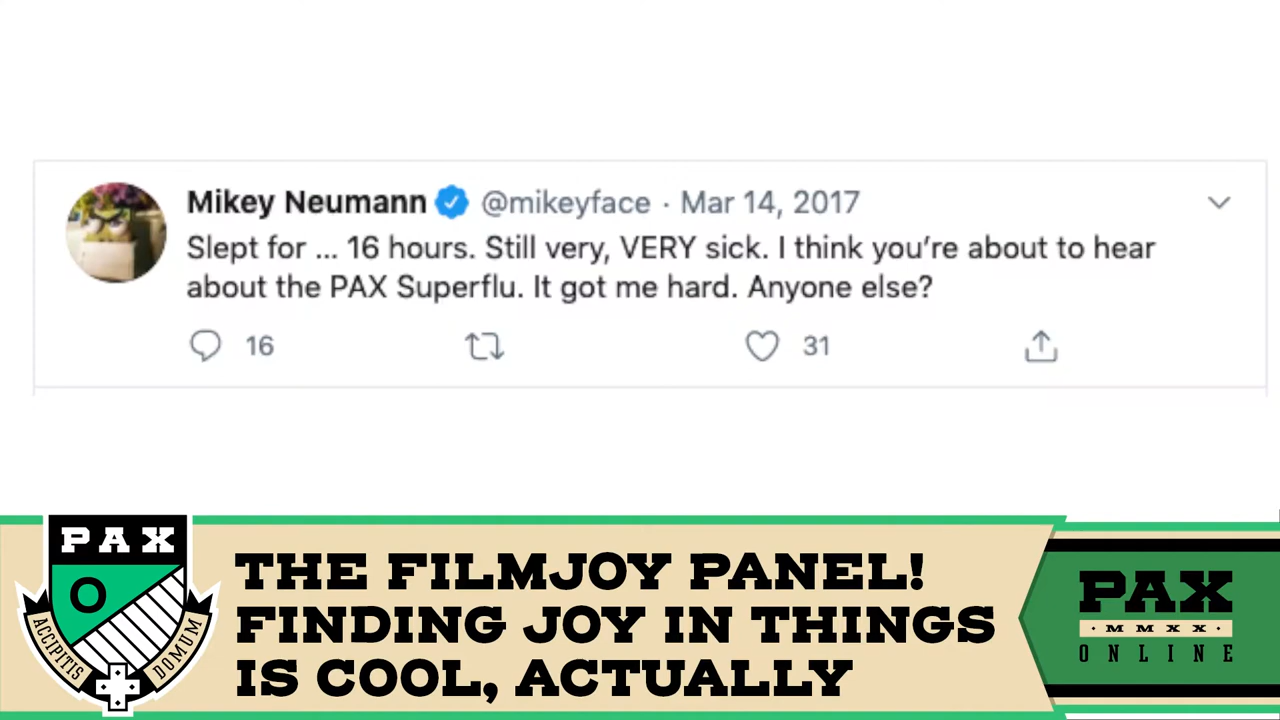 Mikey Neumann @mikeyface · Mar 14, 2017
Slept for ... 16 hours. Still very, VERY sick. I think you’re about to hear
about the PAX Superflu. It got me hard. Anyone else?
16 31
PAX
O
ACCIPITIS DOMUM
THE FILMJOY PANEL!
FINDING JOY IN THINGS
IS COOL, ACTUALLY
PAX
· MMXX ·
ONLINE